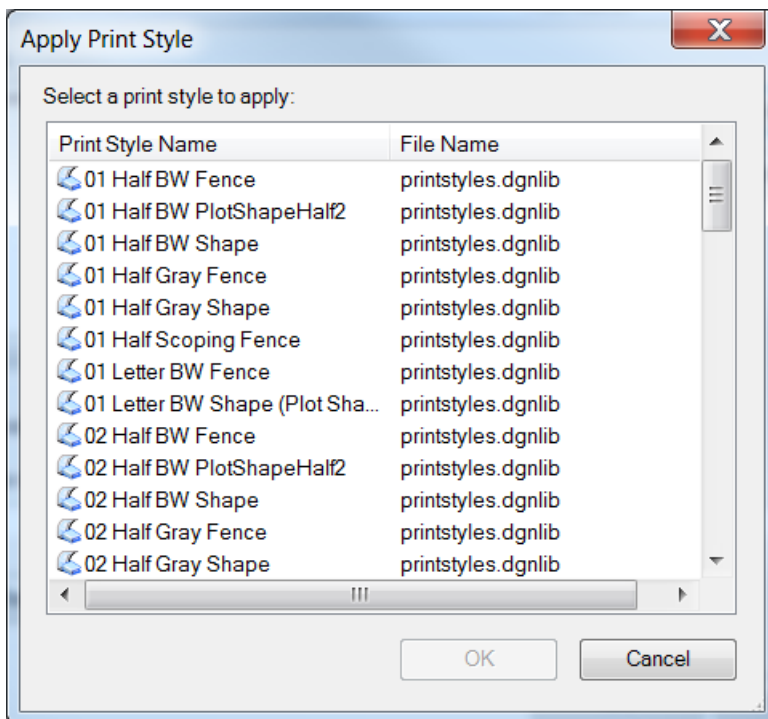 Apply Print Style
Select a print style to apply:
Print Style Name File Name
01 Half BW Fence printstyles.dgnlib
01 Half BW PlotShapeHalf2 printstyles.dgnlib
01 Half BW Shape printstyles.dgnlib
01 Half Gray Fence printstyles.dgnlib
01 Half Gray Shape printstyles.dgnlib
01 Half Scoping Fence printstyles.dgnlib
01 Letter BW Fence printstyles.dgnlib
01 Letter BW Shape (Plot Sha... printstyles.dgnlib
02 Half BW Fence printstyles.dgnlib
02 Half BW PlotShapeHalf2 printstyles.dgnlib
02 Half BW Shape printstyles.dgnlib
02 Half Gray Fence printstyles.dgnlib
02 Half Gray Shape printstyles.dgnlib
OK Cancel